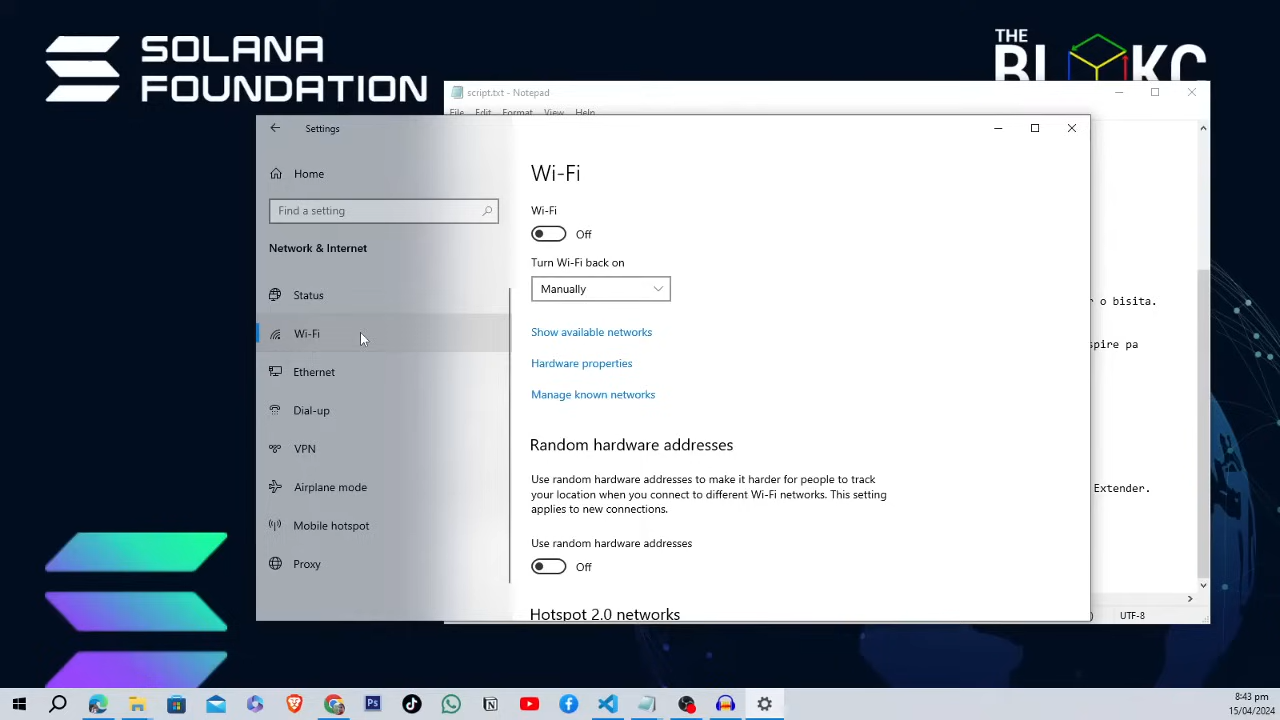 SOLANA
FOUNDATION
THE
BLOKC
script.txt - Notepad
File Edit Format View Help
Settings
Home
Find a setting
Network & Internet
Status
Wi-Fi
Ethernet
Dial-up
VPN
Airplane mode
Mobile hotspot
Proxy
Wi-Fi
Wi-Fi
Off
Turn Wi-Fi back on
Manually
Show available networks
Hardware properties
Manage known networks
Random hardware addresses
Use random hardware addresses to make it harder for people to track
your location when you connect to different Wi-Fi networks. This setting
applies to new connections.
Use random hardware addresses
Off
Hotspot 2.0 networks
o bisita.
spire pa
Extender.
UTF-8
8:43 pm
15/04/2024